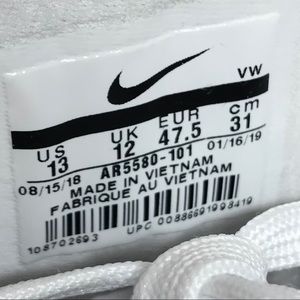 VW
US UK EUR cm
13 12 47.5 31
08/15/18 AR5580-101 01/16/19
MADE IN VIETNAM
FABRIQUE AU VIETNAM
108702693 UPC 00886691998419